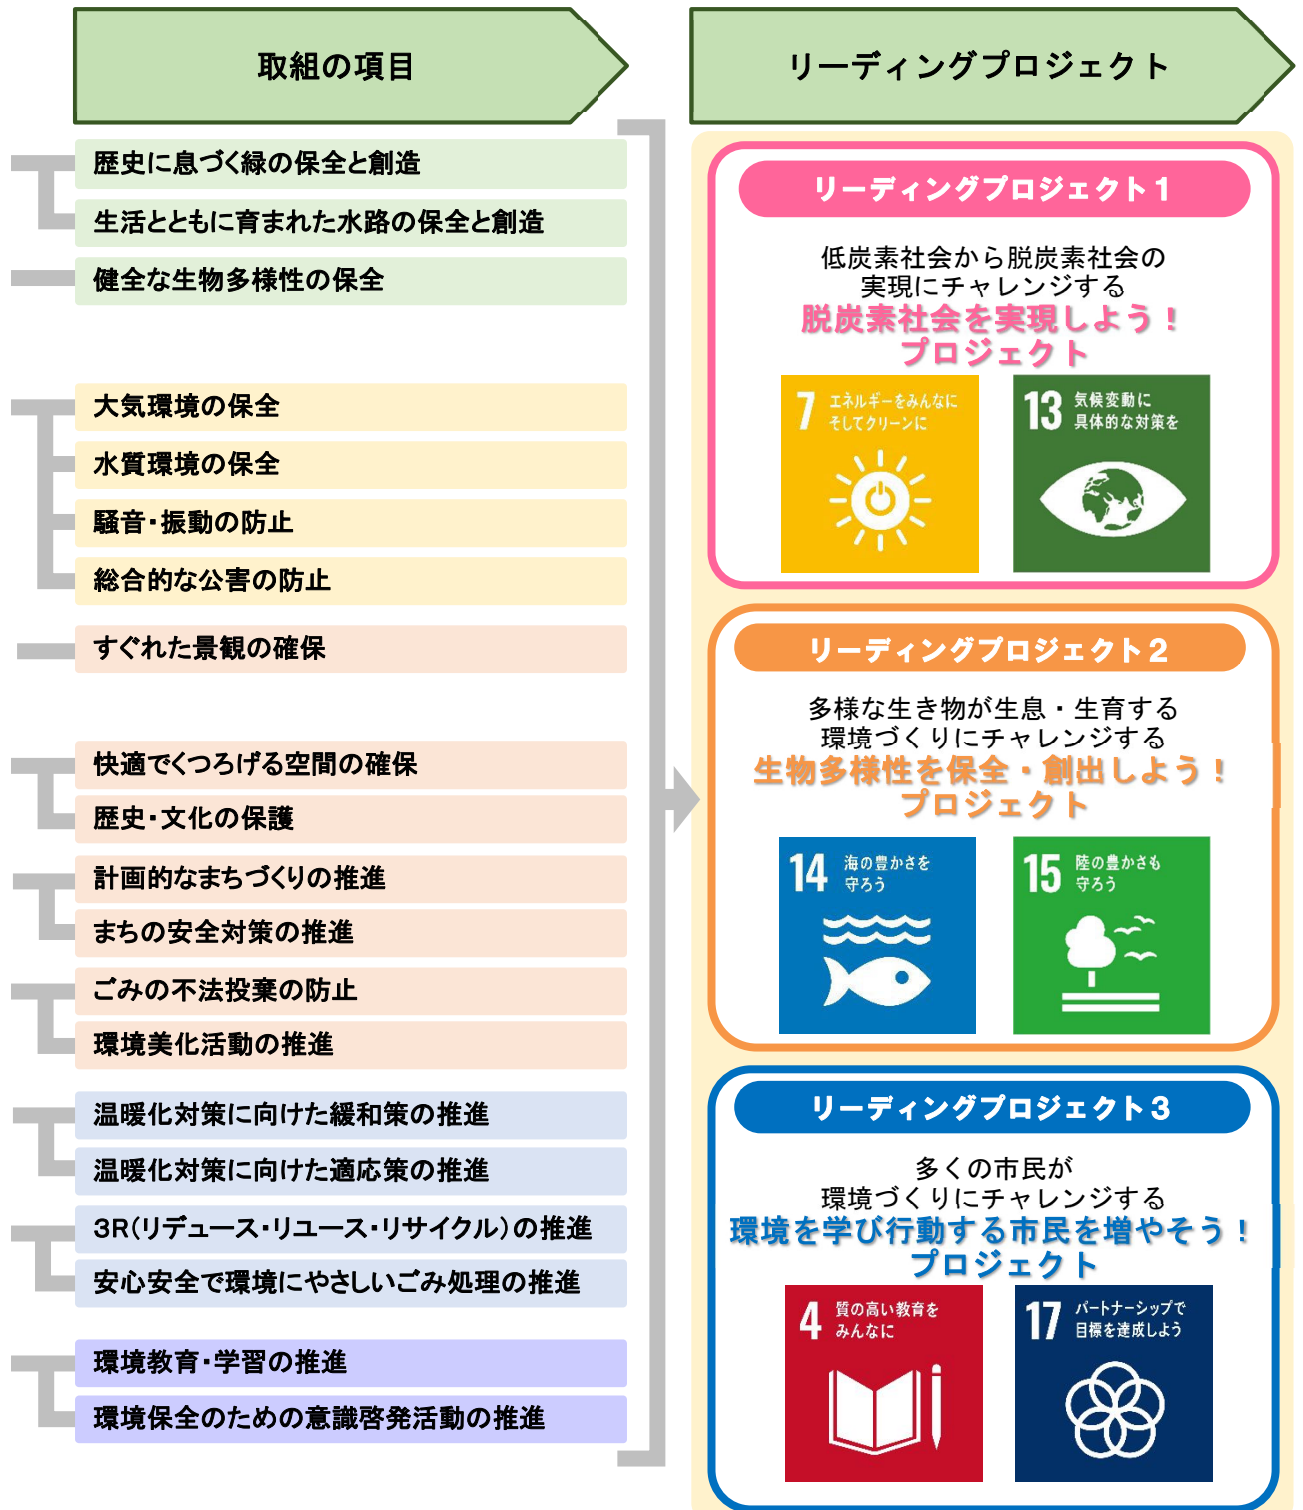 取組の項目
歴史に息づく緑の保全と創造
生活とともに育まれた水路の保全と創造
健全な生物多様性の保全
大気環境の保全
水質環境の保全
騒音・振動の防止
総合的な公害の防止
すぐれた景観の確保
快適でくつろげる空間の確保
歴史・文化の保護
計画的なまちづくりの推進
まちの安全対策の推進
ごみの不法投棄の防止
環境美化活動の推進
温暖化対策に向けた緩和策の推進
温暖化対策に向けた適応策の推進
3R(リデュース・リユース・リサイクル)の推進
安心安全で環境にやさしいごみ処理の推進
環境教育・学習の推進
環境保全のための意識啓発活動の推進
リーディングプロジェクト
リーディングプロジェクト1
低炭素社会から脱炭素社会の
実現にチャレンジする
脱炭素社会を実現しよう!
プロジェクト
7 エネルギーをみんなに
そしてクリーンに
13 気候変動に
具体的な対策を
リーディングプロジェクト2
多様な生き物が生息・生育する
環境づくりにチャレンジする
生物多様性を保全・創出しよう!
プロジェクト
14 海の豊かさを
守ろう
15 陸の豊かさも
守ろう
リーディングプロジェクト3
多くの市民が
環境づくりにチャレンジする
環境を学び行動する市民を増やそう!
プロジェクト
4 質の高い教育を
みんなに
17 パートナーシップで
目標を達成しよう